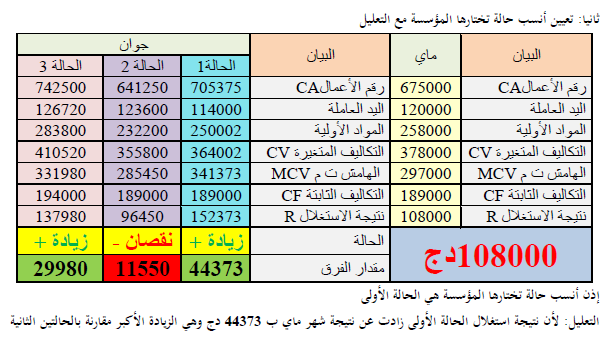 ثانيا: تعيين أنسب حالة تختارها المؤسسة مع التعليل
البيان ماي البيان جوان
الحالة1 الحالة 2 الحالة 3
رقم الأعمالCA 675000 رقم الأعمالCA 705375 641250 742500
اليد العاملة 120000 اليد العاملة 114000 123600 126720
المواد الأولية 258000 المواد الأولية 250002 232200 283800
التكاليف المتغيرة CV 378000 التكاليف المتغيرة CV 364002 355800 410520
الهامش ت م MCV 297000 الهامش ت م MCV 341373 285450 331980
التكاليف الثابتة CF 189000 التكاليف الثابتة CF 189000 189000 194000
نتيجة الاستغلال R 108000 نتيجة الاستغلال R 152373 96450 137980
108000دج الحالة زيادة + نقصان - زيادة +
مقدار الفرق 44373 11550 29980
إذن أنسب حالة تختارها المؤسسة هي الحالة الأولى
التعليل: لأن نتيجة استغلال الحالة الأولى زادت عن نتيجة شهر ماي ب 44373 دج وهي الزيادة الأكبر مقارنة بالحالتين الثانية